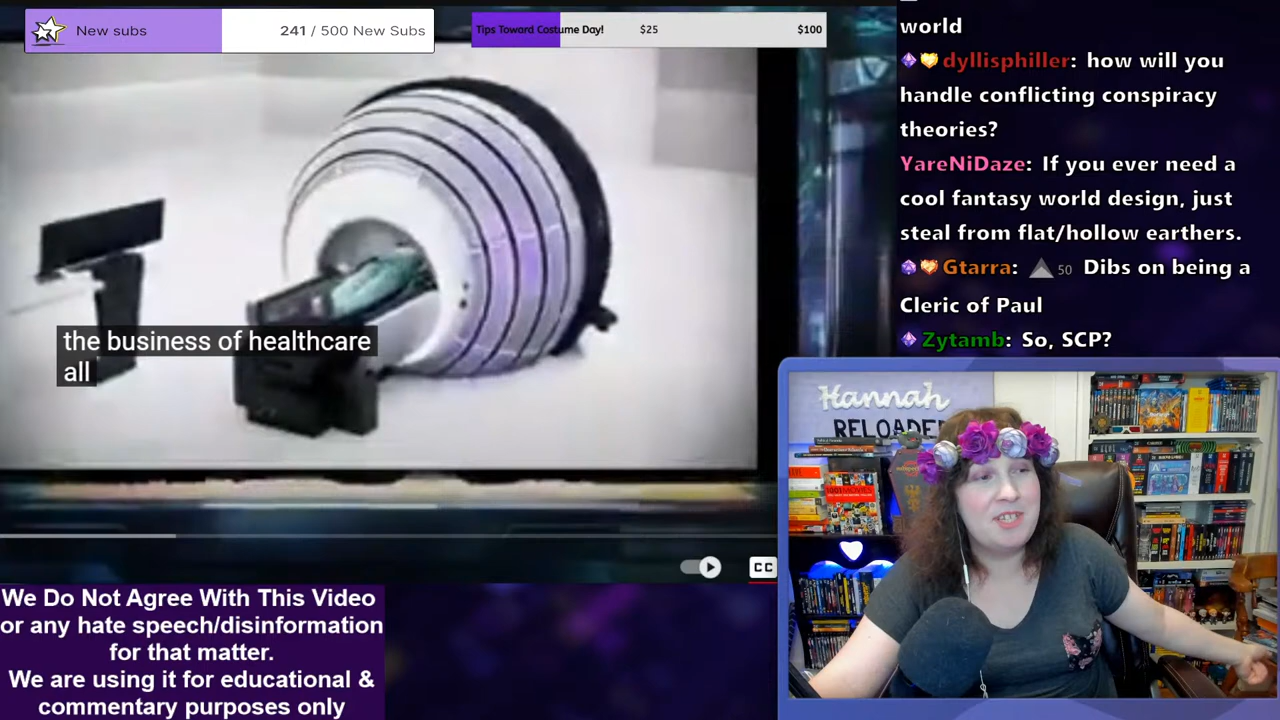 New subs
241 / 500 New Subs
Tips Toward Costume Day!
$25
$100
world
dyllisphiller: how will you
handle conflicting conspiracy
theories?
YareNiDaze: If you ever need a
cool fantasy world design, just
steal from flat/hollow earthers.
Gtarra: 50 Dibs on being a
Cleric of Paul
Zytamb: So, SCP?
the business of healthcare
all
CC
Hannah
RELOADED
We Do Not Agree With This Video
or any hate speech/disinformation
for that matter.
We are using it for educational &
commentary purposes only